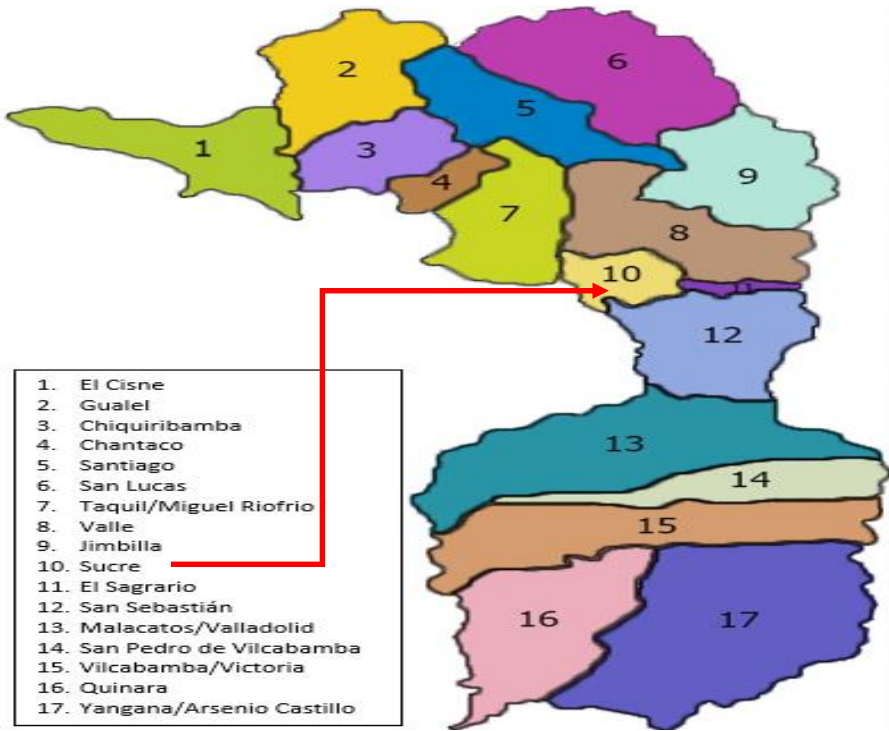 2
6
5
1
3
4
9
7
8
10
12
1. El Cisne
2. Gualel
3. Chiquiribamba
4. Chantaco
5. Santiago
6. San Lucas
7. Taquil/Miguel Riofrio
8. Valle
9. Jimbilla
10. Sucre
11. El Sagrario
12. San Sebastián
13. Malacatos/Valladolid
14. San Pedro de Vilcabamba
15. Vilcabamba/Victoria
16. Quinara
17. Yangana/Arsenio Castillo
13
14
15
16
17